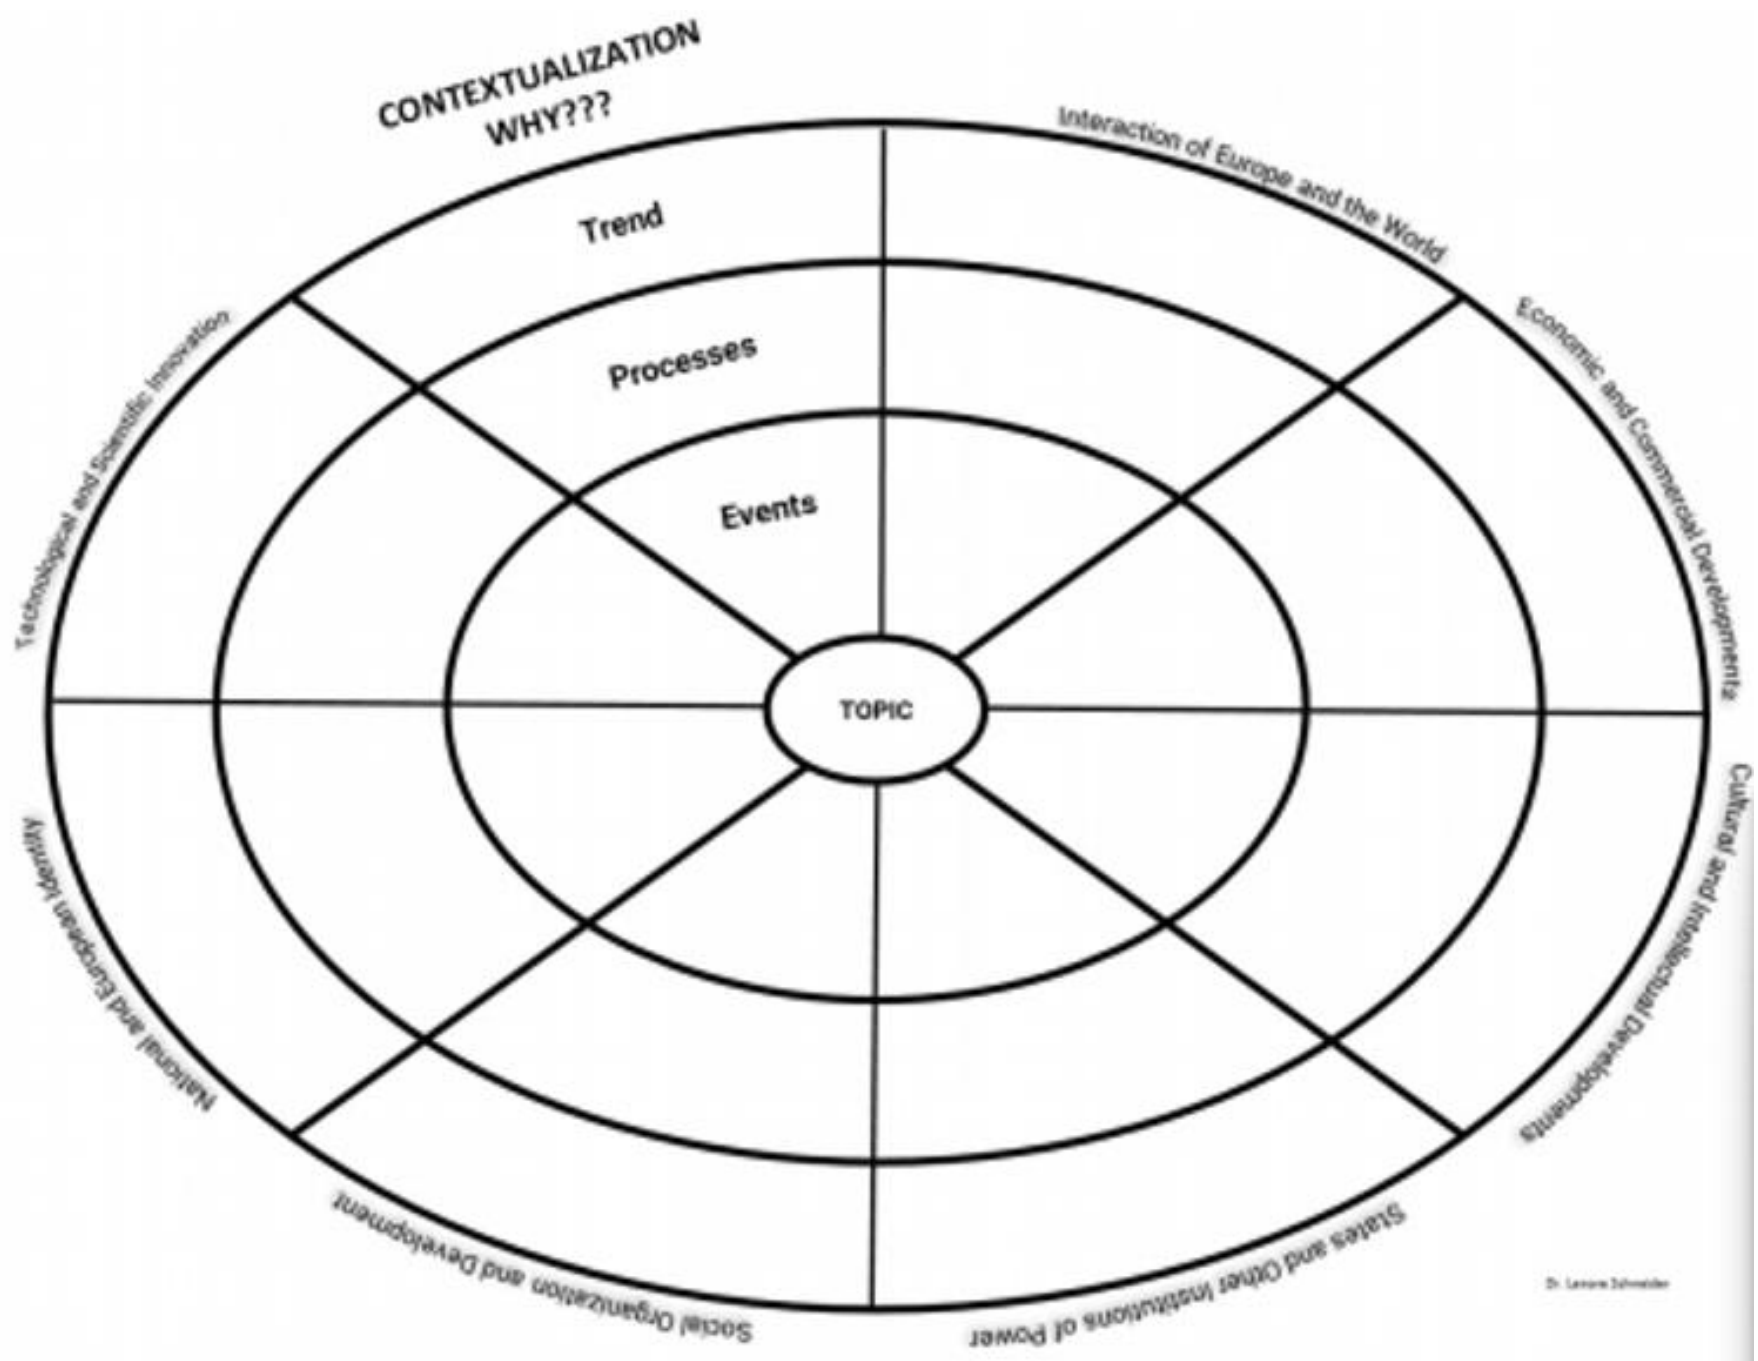 CONTEXTUALIZATION
WHY???
Interaction of Europe and the World
Economic and Commercial Developments
Cultural and Intellectual Developments
States and Other Institutions of Power
Social Organization and Development
National and European Identity
Technological and Scientific Innovation
Trend
Processes
Events
TOPIC
Dr. Lenore Schneider